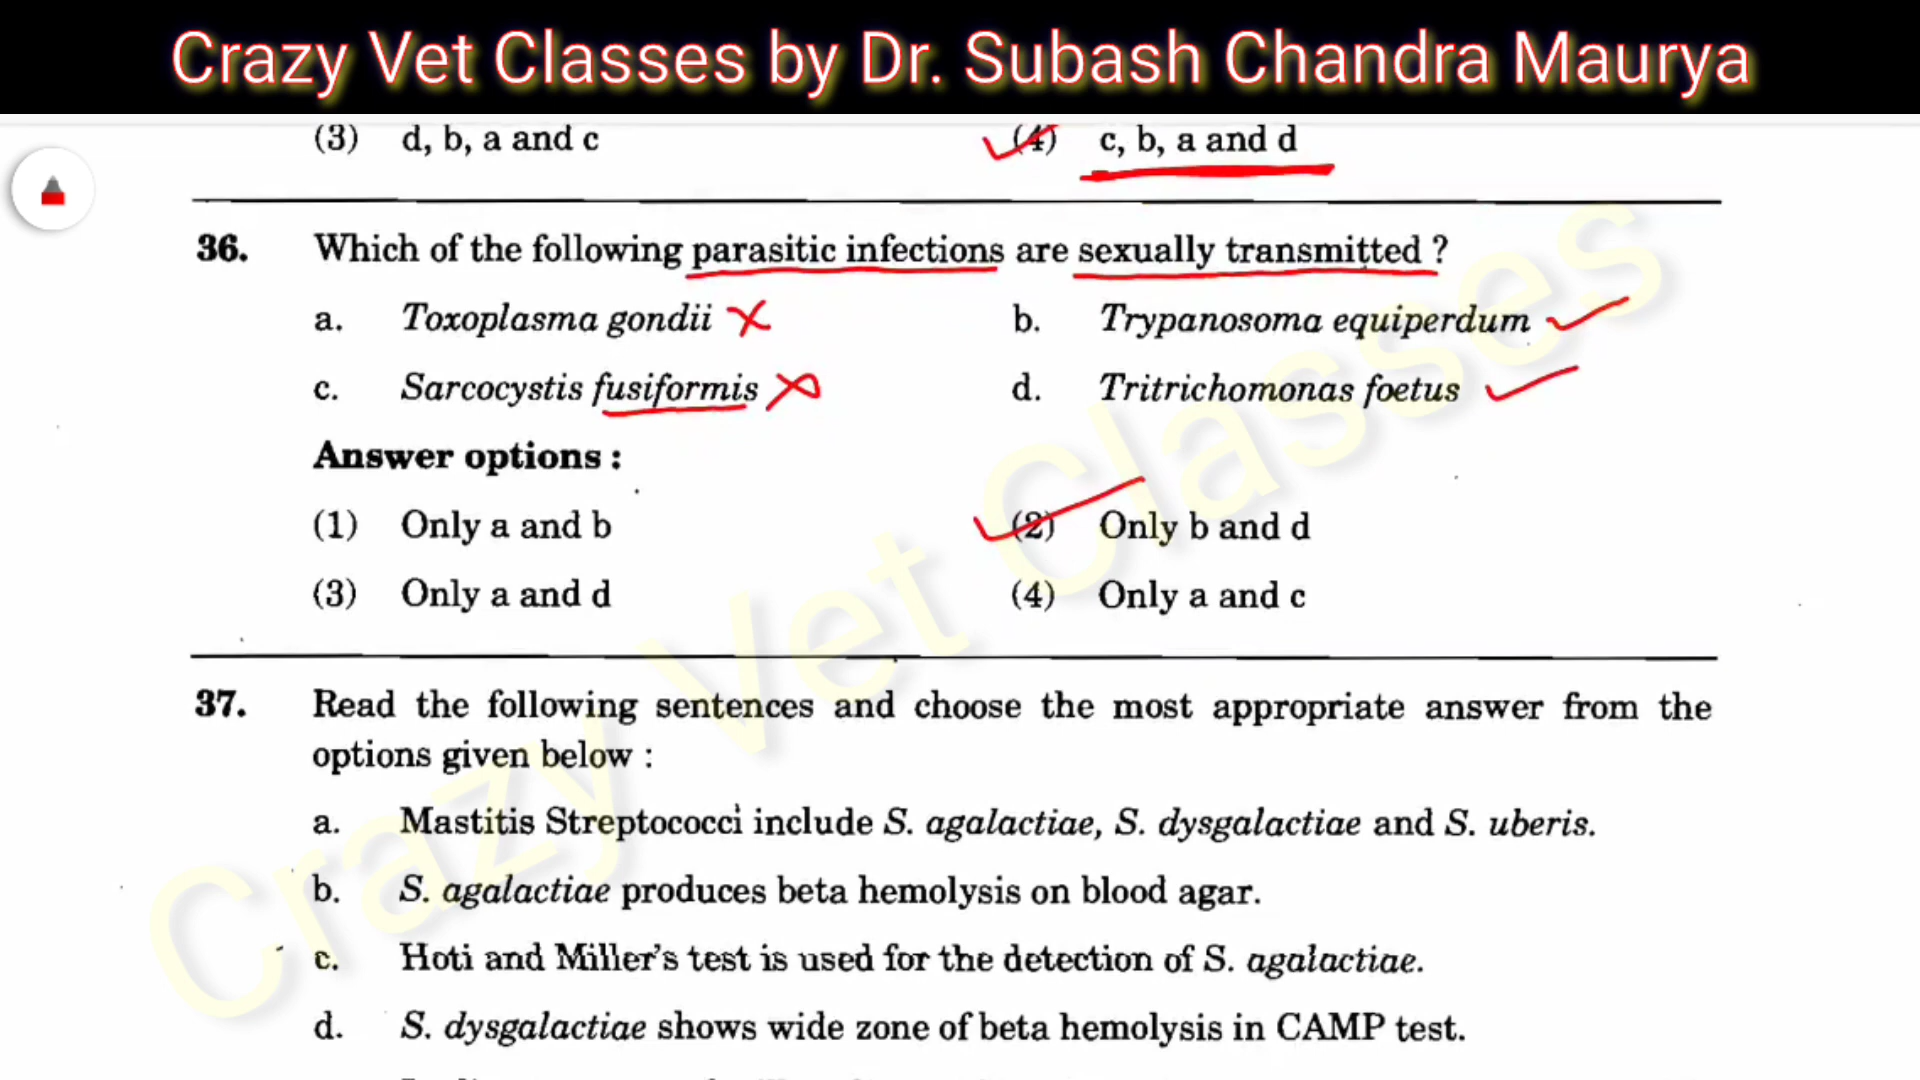 Crazy Vet Classes by Dr. Subash Chandra Maurya
(3) d, b, a and c (4) c, b, a and d
36. Which of the following parasitic infections are sexually transmitted ?
a. Toxoplasma gondii b. Trypanosoma equiperdum
c. Sarcocystis fusiformis d. Tritrichomonas foetus
Answer options :
(1) Only a and b (2) Only b and d
(3) Only a and d (4) Only a and c
37. Read the following sentences and choose the most appropriate answer from the
options given below :
a. Mastitis Streptococci include S. agalactiae, S. dysgalactiae and S. uberis.
b. S. agalactiae produces beta hemolysis on blood agar.
c. Hoti and Miller's test is used for the detection of S. agalactiae.
d. S. dysgalactiae shows wide zone of beta hemolysis in CAMP test.
Crazy Vet Classes